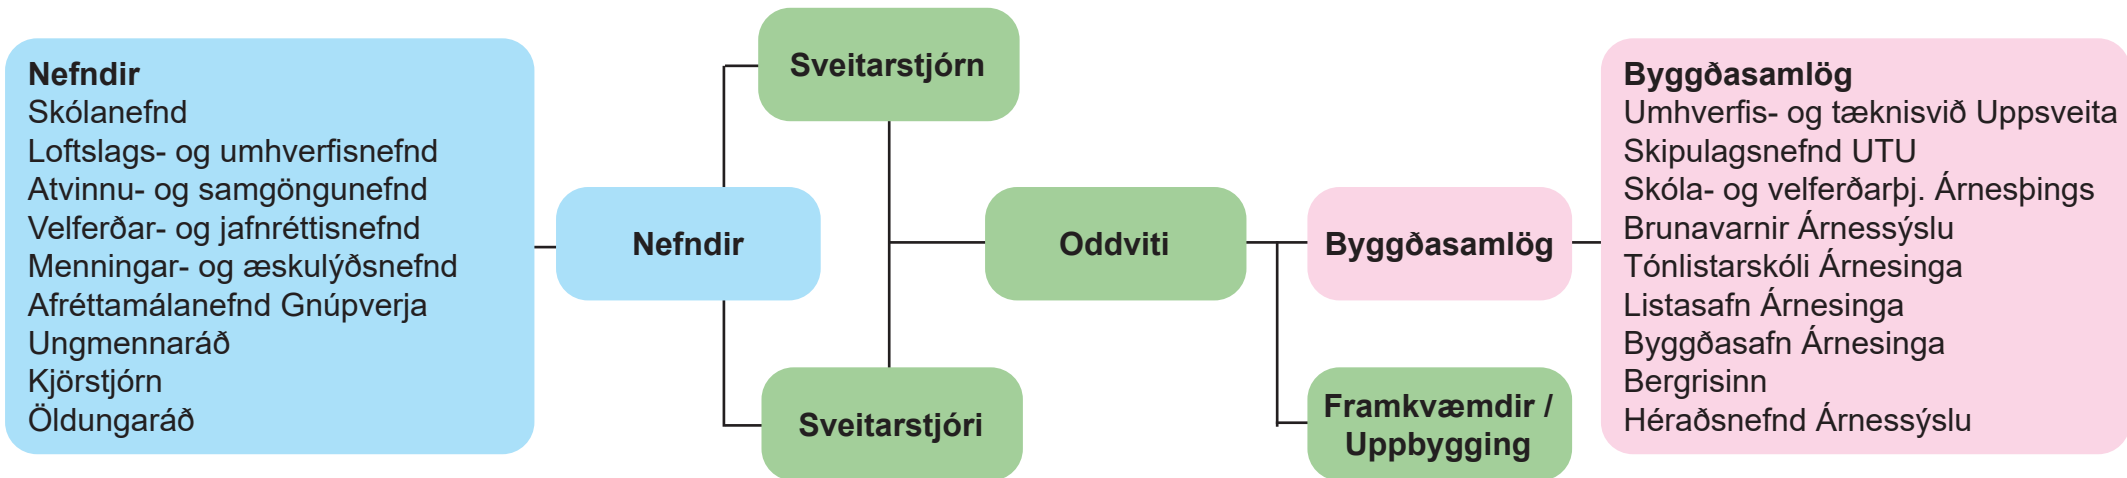 Nefndir
Skólanefnd
Loftslags- og umhverfisnefnd
Atvinnu- og samgöngunefnd
Velferðar- og jafnréttisnefnd
Menningar- og æskulýðsnefnd
Afréttamálanefnd Gnúpverja
Ungmennaráð
Kjörstjórn
Öldungaráð
Nefndir
Sveitarstjórn
Sveitarstjóri
Oddviti
Byggðasamlög
Framkvæmdir /
Uppbygging
Byggðasamlög
Umhverfis- og tæknisvið Uppsveita
Skipulagsnefnd UTU
Skóla- og velferðarþj. Árnesþings
Brunavarnir Árnessýslu
Tónlistarskóli Árnesinga
Listasafn Árnesinga
Byggðasafn Árnesinga
Bergrisinn
Héraðsnefnd Árnessýslu